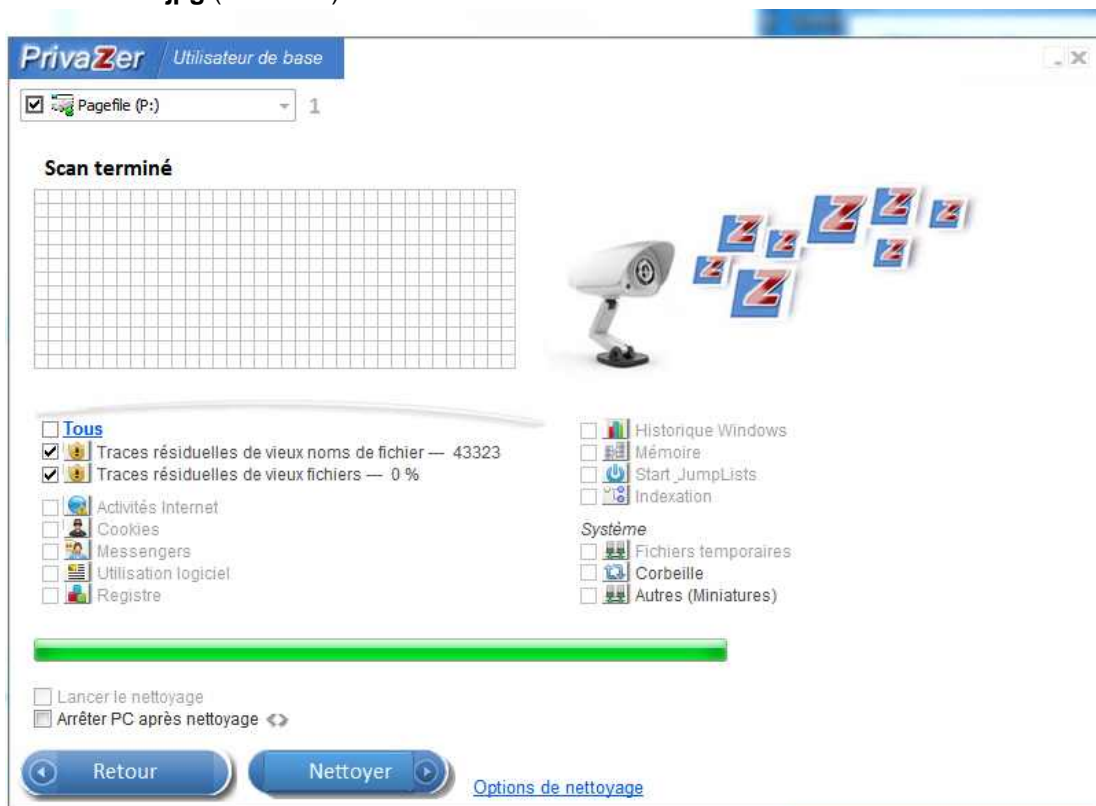 jpg
PrivaZer Utilisateur de base
Pagefile (P:) 1
Scan terminé
Tous
Traces résiduelles de vieux noms de fichier — 43323
Traces résiduelles de vieux fichiers — 0 %
Activités Internet
Cookies
Messengers
Utilisation logiciel
Registre
Historique Windows
Mémoire
Start JumpLists
Indexation
Système
Fichiers temporaires
Corbeille
Autres (Miniatures)
Lancer le nettoyage
Arrêter PC après nettoyage
Retour
Nettoyer
Options de nettoyage